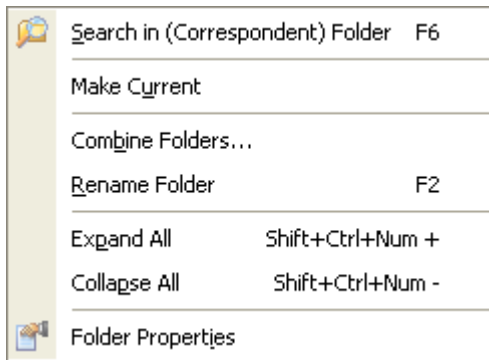 Search in (Correspondent) Folder F6
Make Current
Combine Folders...
Rename Folder F2
Expand All Shift+Ctrl+Num +
Collapse All Shift+Ctrl+Num -
Folder Properties